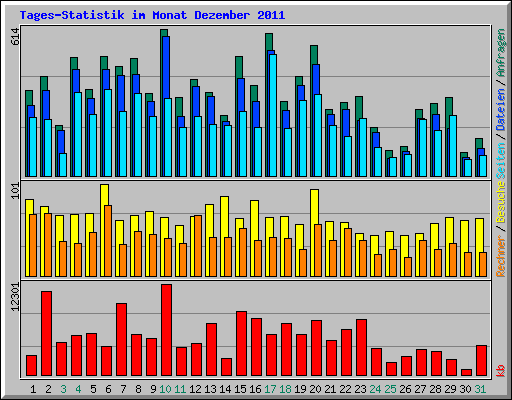 Tages-Statistik im Monat Dezember 2011
614
101
12301
Rechner / Besuche Seiten / Dateien / Anfragen
kb
1 2 3 4 5 6 7 8 9 10 11 12 13 14 15 16 17 18 19 20 21 22 23 24 25 26 27 28 29 30 31